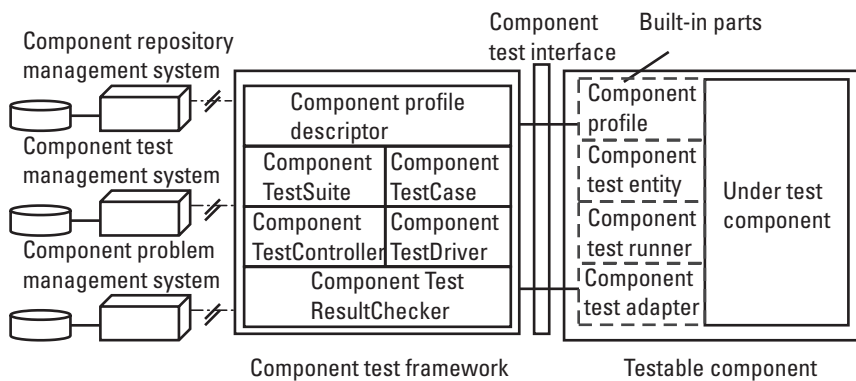 Component repository
management system
Component test
management system
Component problem
management system
Component profile
descriptor
Component
TestSuite
Component
TestCase
Component
TestController
Component
TestDriver
Component Test
ResultChecker
Component test framework
Component
test interface
Built-in parts
Component
profile
Component
test entity
Component
test runner
Component
test adapter
Under test
component
Testable component